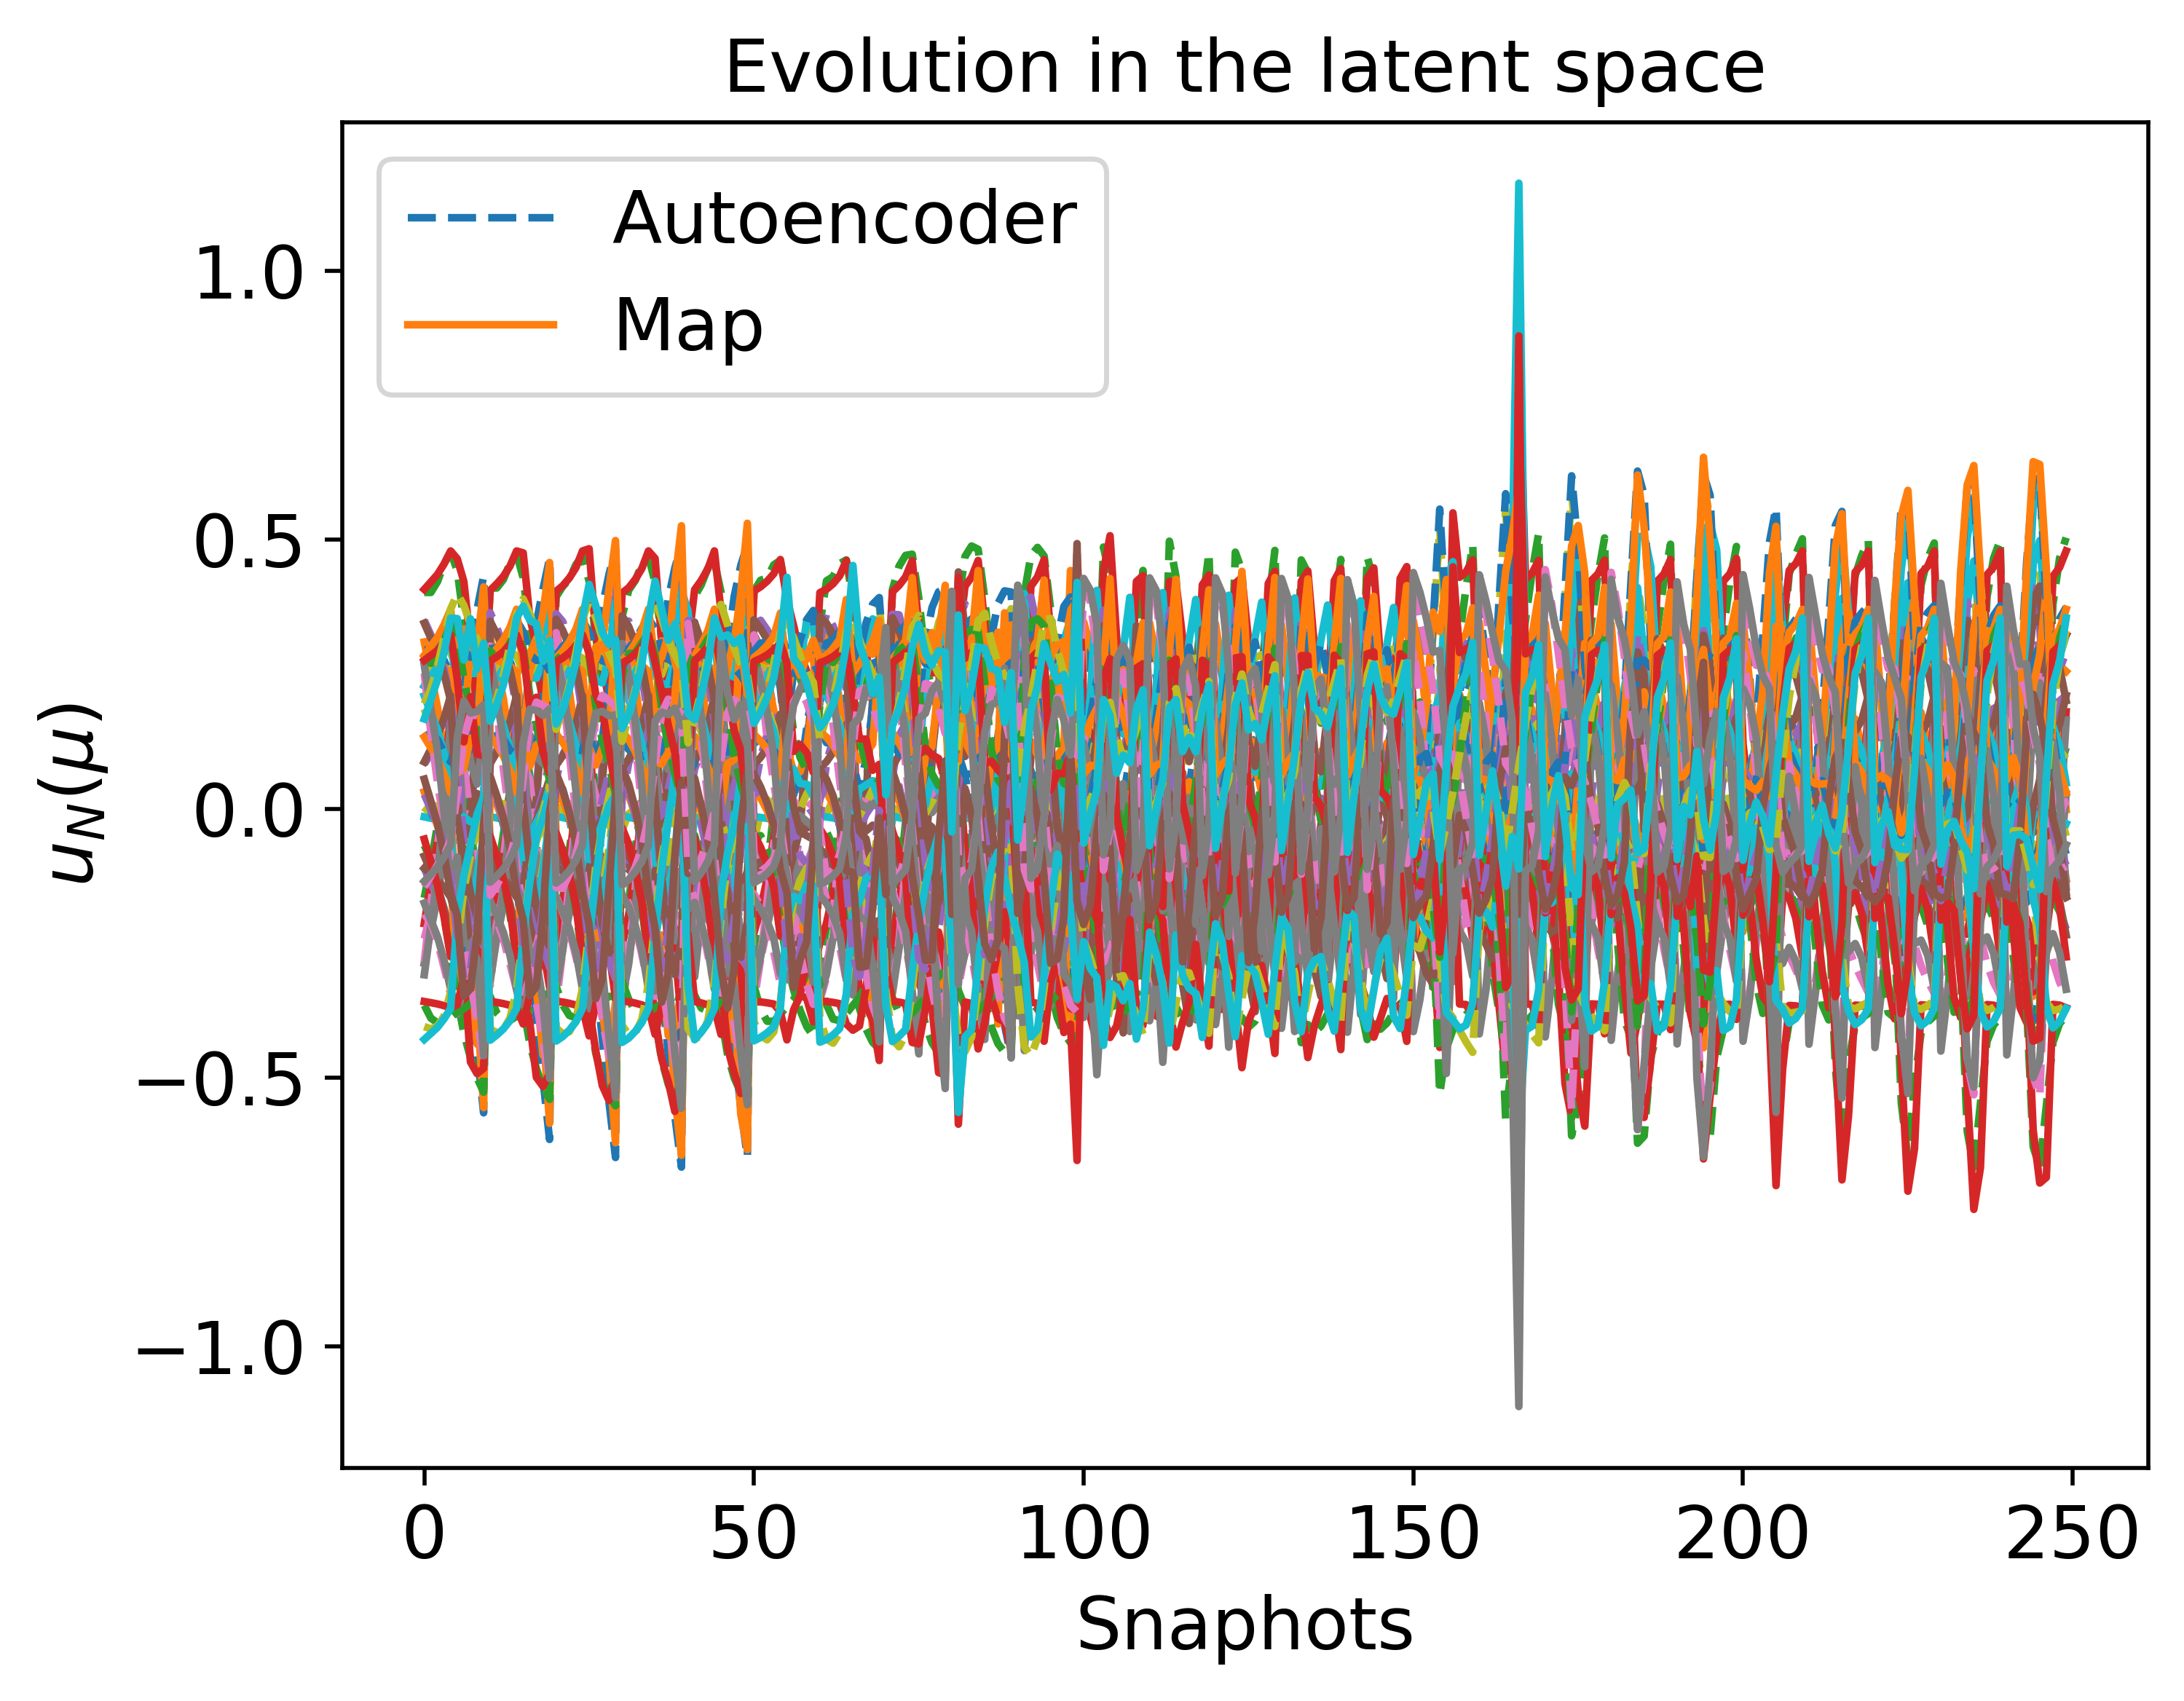 Evolution in the latent space
Autoencoder
Map
1.0
0.5
0.0
−0.5
−1.0
u_N(μ)
0 50 100 150 200 250
Snaphots